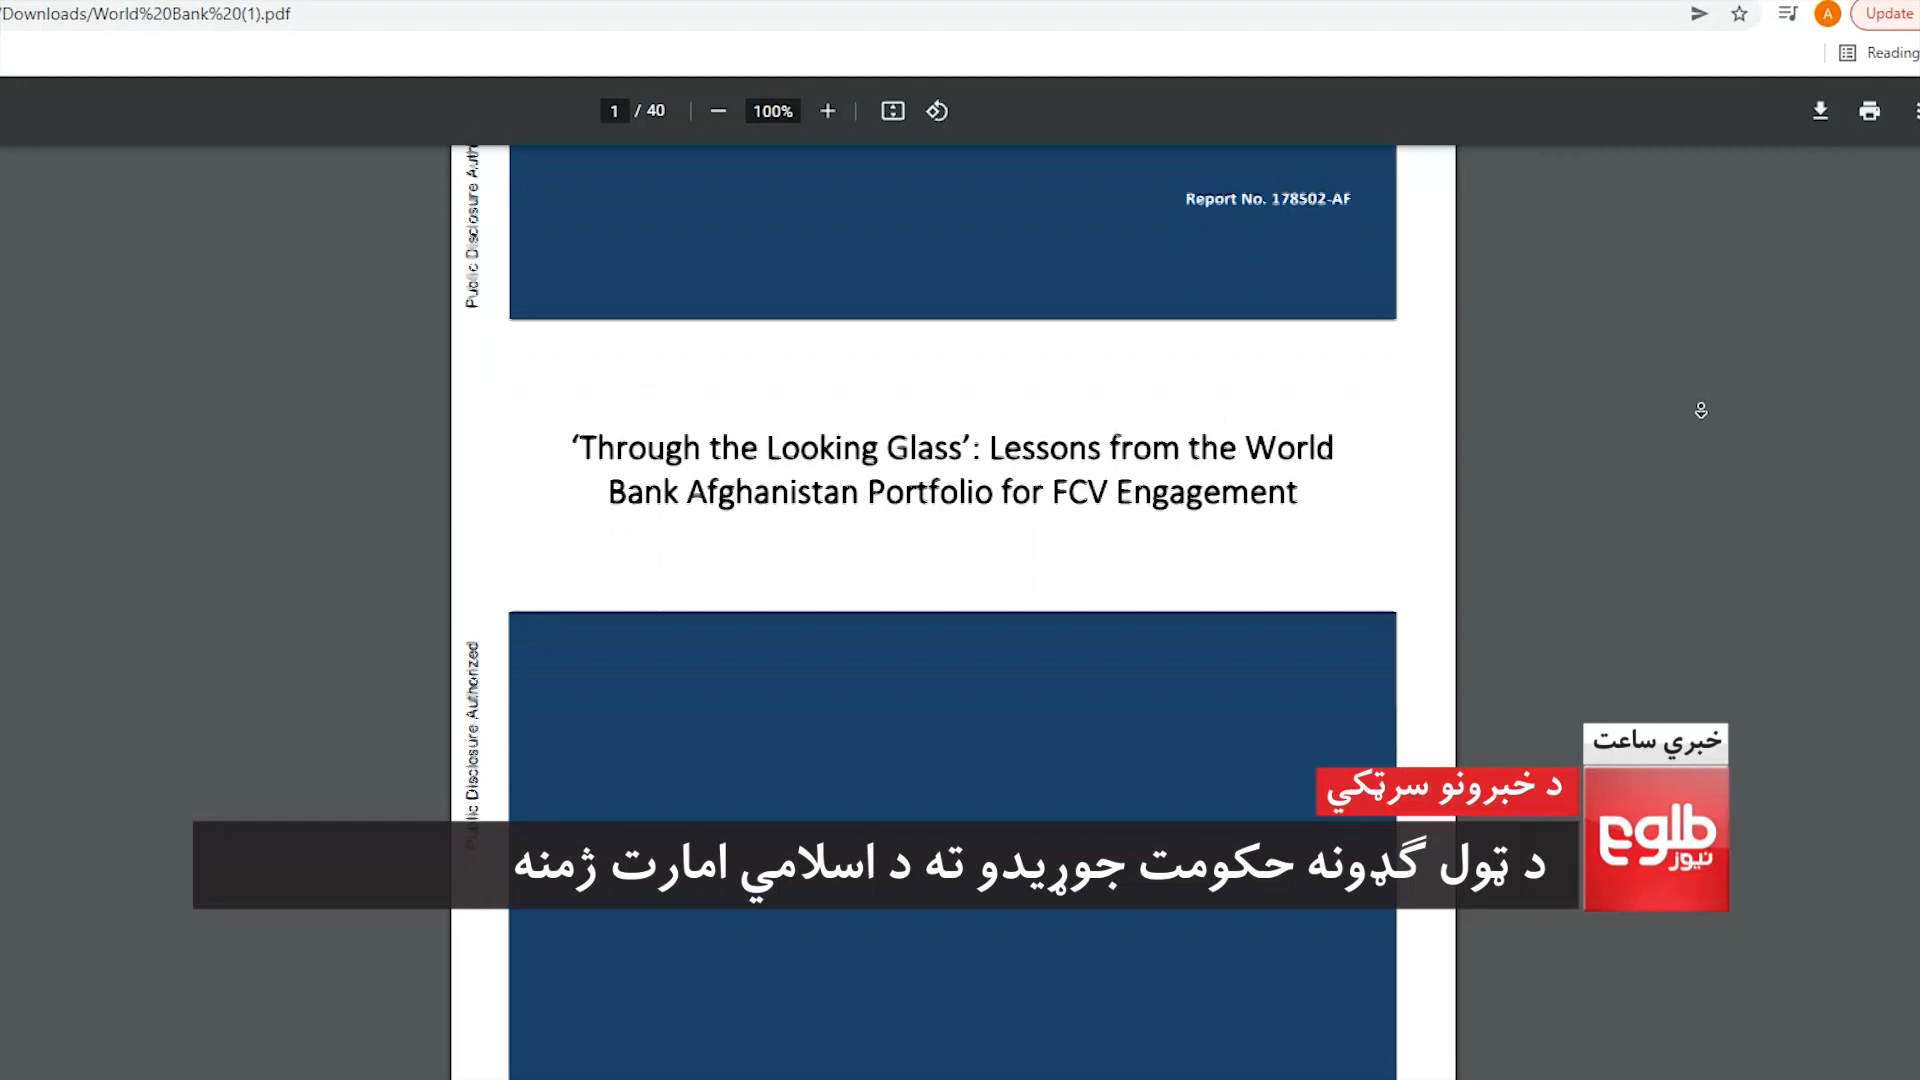 /Downloads/World%20Bank%20(1).pdf
Update
A
Reading
1 / 40
100%
Public Disclosure Auth
Report No. 178502-AF
‘Through the Looking Glass’: Lessons from the World
Bank Afghanistan Portfolio for FCV Engagement
Public Disclosure Authorized
خبري ساعت
د خبرونو سرټکي
د ټول ګډونه حکومت جوړیدو ته د اسلامي امارت ژمنه
طلوع
نیوز